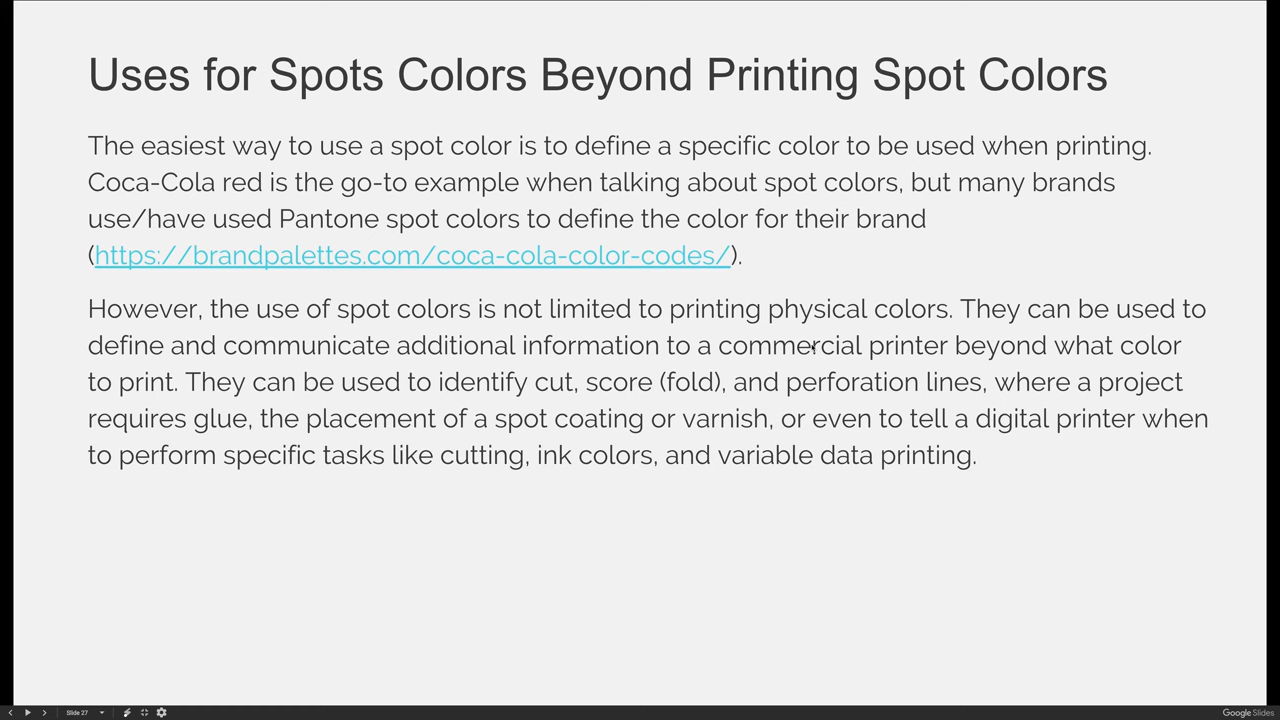 Uses for Spots Colors Beyond Printing Spot Colors
The easiest way to use a spot color is to define a specific color to be used when printing.
Coca-Cola red is the go-to example when talking about spot colors, but many brands
use/have used Pantone spot colors to define the color for their brand
(https://brandpalettes.com/coca-cola-color-codes/).
However, the use of spot colors is not limited to printing physical colors. They can be used to
define and communicate additional information to a commercial printer beyond what color
to print. They can be used to identify cut, score (fold), and perforation lines, where a project
requires glue, the placement of a spot coating or varnish, or even to tell a digital printer when
to perform specific tasks like cutting, ink colors, and variable data printing.
Slide 27
Google Slides